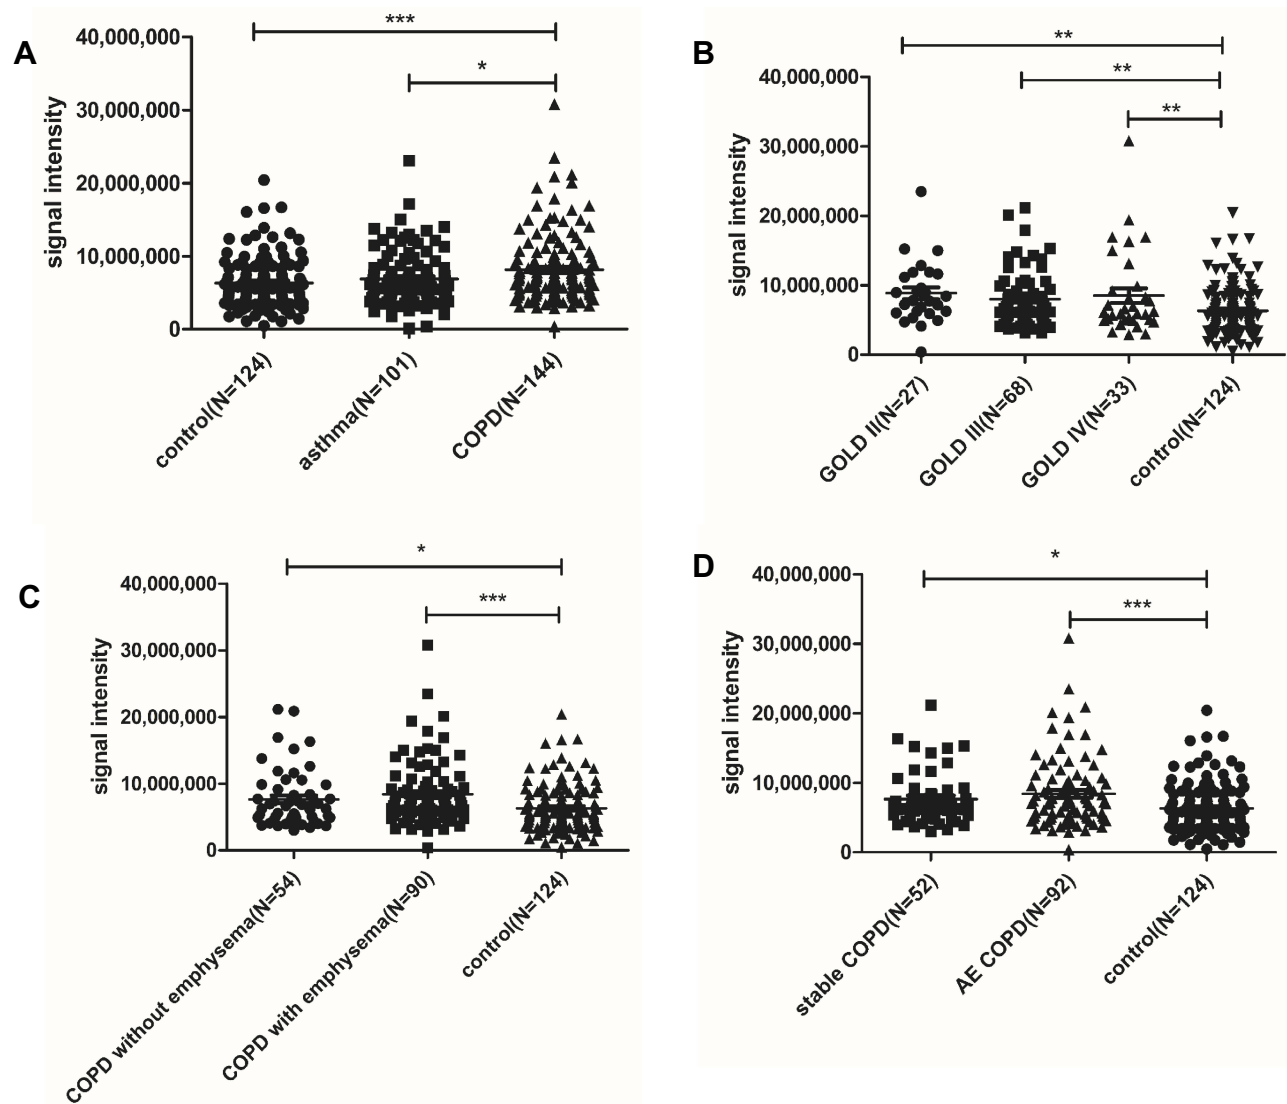 A
***
*
40,000,000
30,000,000
20,000,000
10,000,000
0
signal intensity
control(N=124)
asthma(N=101)
COPD(N=144)
B
**
**
**
40,000,000
30,000,000
20,000,000
10,000,000
0
signal intensity
GOLD II(N=27)
GOLD III(N=68)
GOLD IV(N=33)
control(N=124)
C
*
***
40,000,000
30,000,000
20,000,000
10,000,000
0
signal intensity
COPD without emphysema(N=54)
COPD with emphysema(N=90)
control(N=124)
D
*
***
40,000,000
30,000,000
20,000,000
10,000,000
0
signal intensity
stable COPD(N=52)
AE COPD(N=92)
control(N=124)